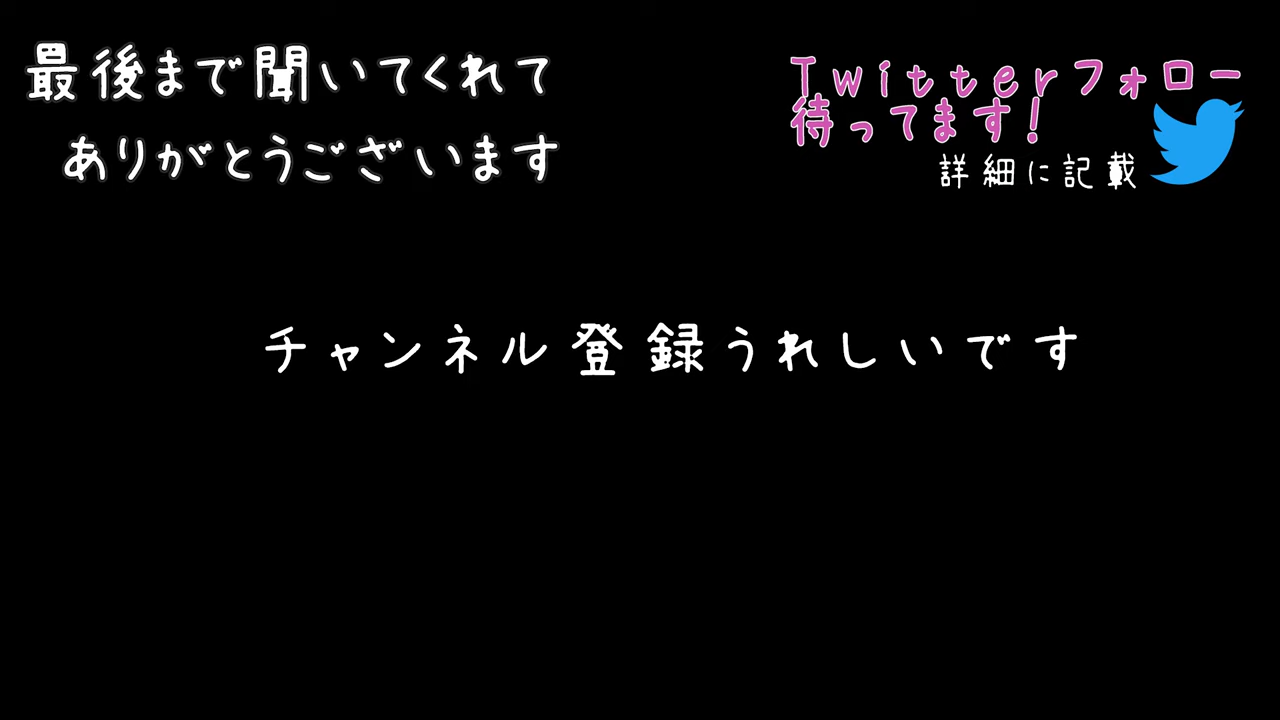 最後まで聞いてくれて
ありがとうございます
Twitterフォロー
待ってます!
詳細に記載
チャンネル登録うれしいです